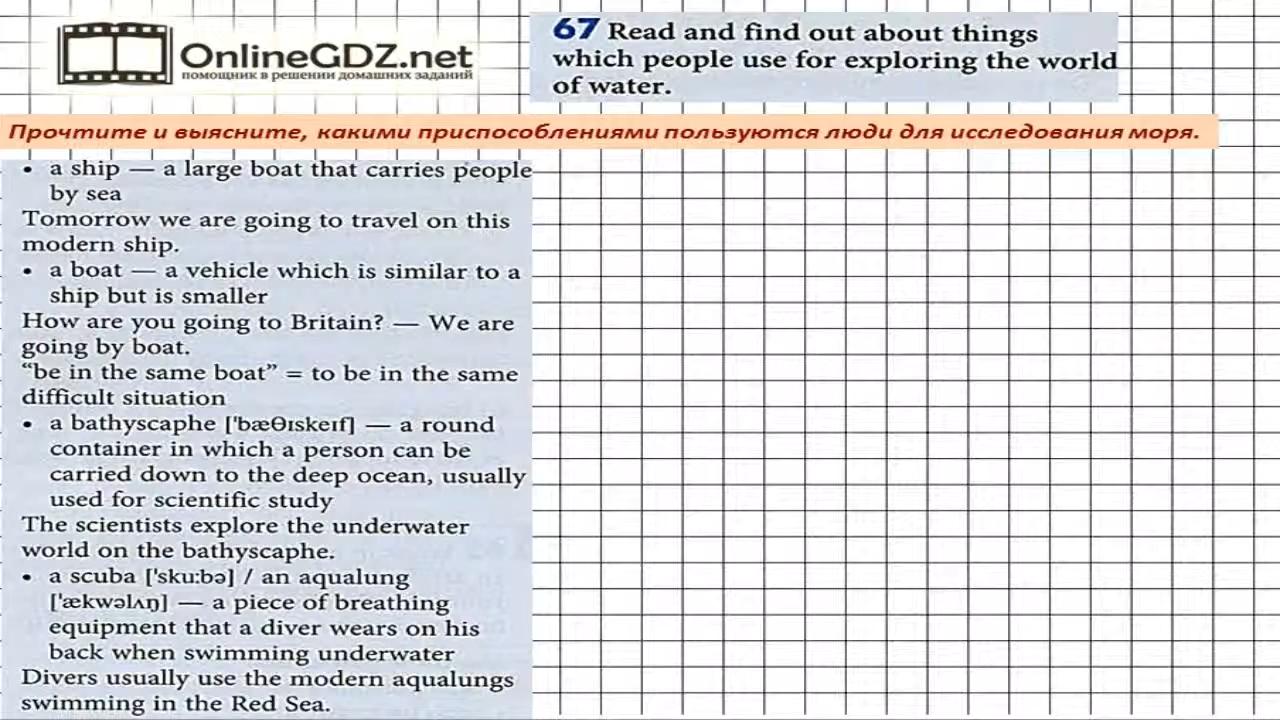 OnlineGDZ.net
помощник в решении домашних заданий
67 Read and find out about things
which people use for exploring the world
of water.
Прочтите и выясните, какими приспособлениями пользуются люди для исследования моря.
• a ship — a large boat that carries people
by sea
Tomorrow we are going to travel on this
modern ship.
• a boat — a vehicle which is similar to a
ship but is smaller
How are you going to Britain? — We are
going by boat.
“be in the same boat” = to be in the same
difficult situation
• a bathyscaphe ['bæθɪskeɪf] — a round
container in which a person can be
carried down to the deep ocean, usually
used for scientific study
The scientists explore the underwater
world on the bathyscaphe.
• a scuba ['sku:bə] / an aqualung
['ækwəlʌŋ] — a piece of breathing
equipment that a diver wears on his
back when swimming underwater
Divers usually use the modern aqualungs
swimming in the Red Sea.